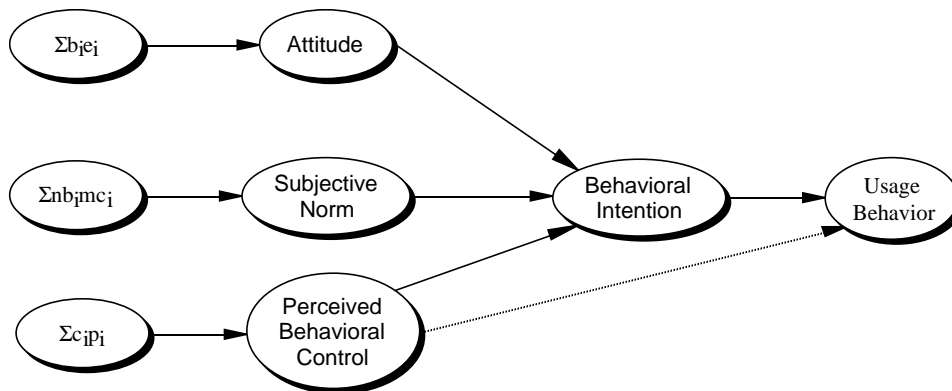 Σbᵢeᵢ
Attitude
Σnbᵢmcᵢ
Subjective
Norm
Behavioral
Intention
Usage
Behavior
Σcᵢpᵢ
Perceived
Behavioral
Control